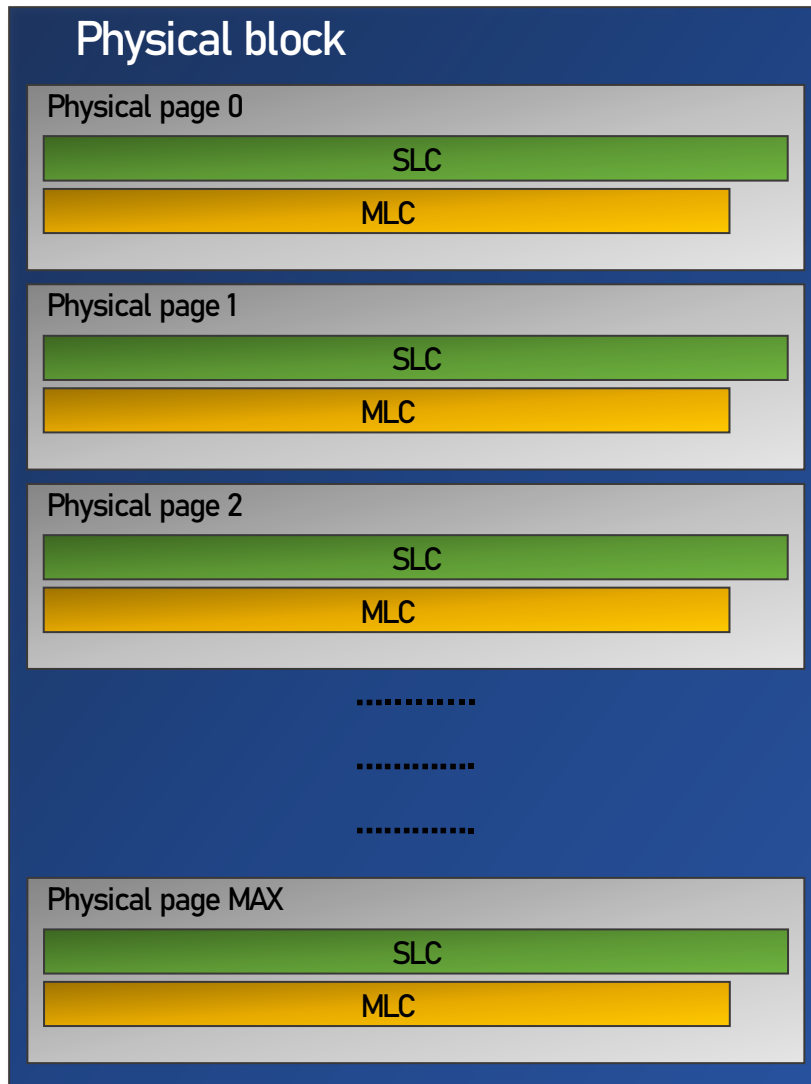 Physical block
Physical page 0
SLC
MLC
Physical page 1
SLC
MLC
Physical page 2
SLC
MLC
............
............
............
Physical page MAX
SLC
MLC